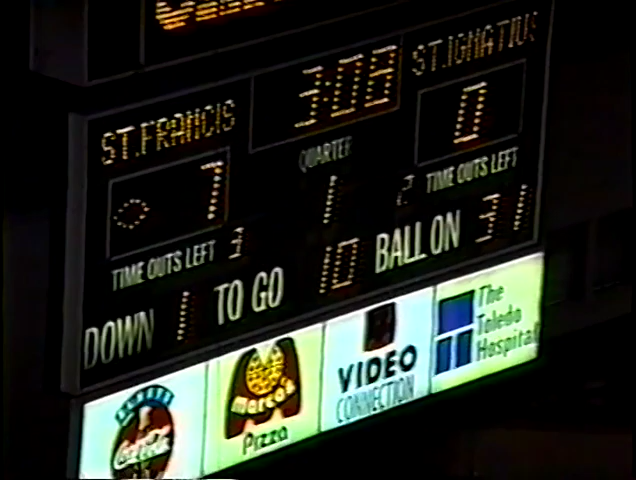 3:08
ST.FRANCIS
ST.IGNATIUS
7
0
QUARTER
1
TIME OUTS LEFT 3
2 TIME OUTS LEFT
DOWN 1 TO GO 10 BALL ON 31
Coca-Cola
Marco's
Pizza
VIDEO
CONNECTION
The
Toledo
Hospital